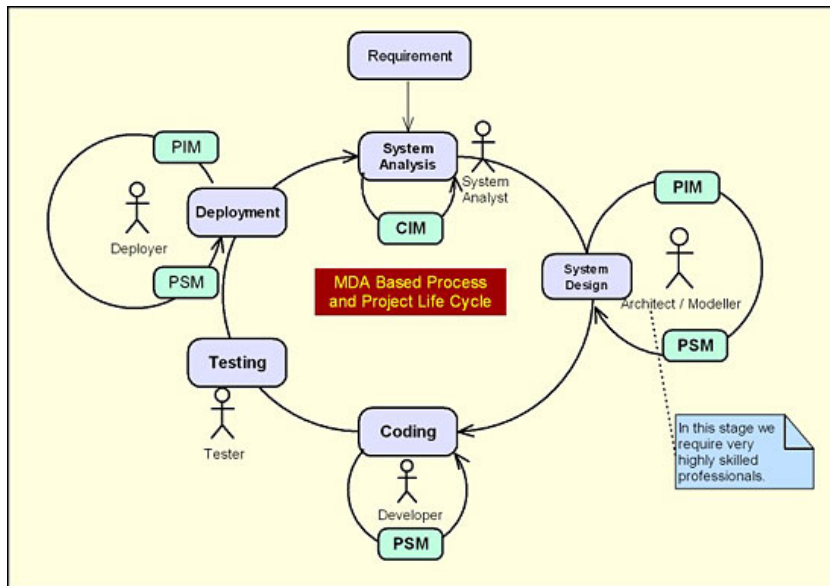 Requirement
System
Analysis
System
Analyst
CIM
PIM
Deployment
Deployer
PSM
PIM
System
Design
Architect / Modeller
PSM
MDA Based Process
and Project Life Cycle
Testing
Tester
Coding
Developer
PSM
In this stage we
require very
highly skilled
professionals.